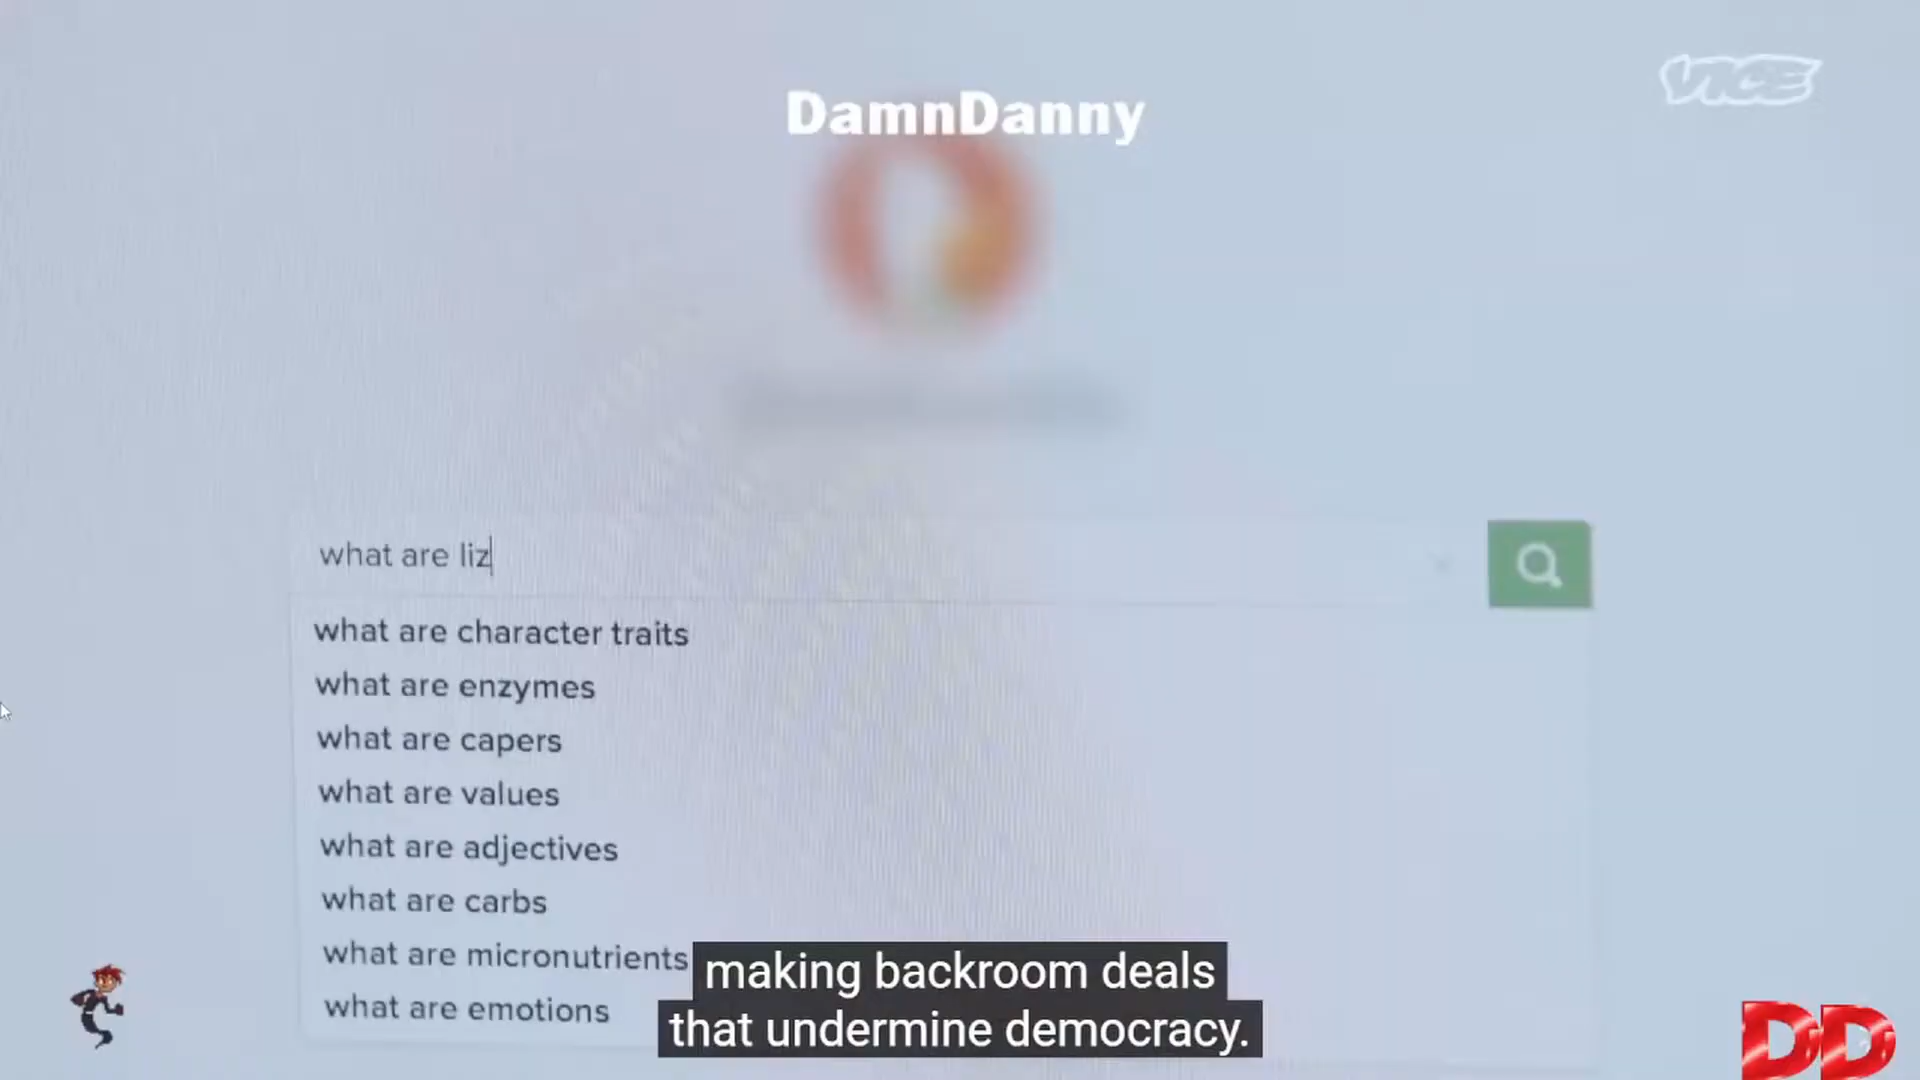 VICE
DamnDanny
what are liz
what are character traits
what are enzymes
what are capers
what are values
what are adjectives
what are carbs
what are micronutrients
what are emotions
making backroom deals
that undermine democracy.
DD